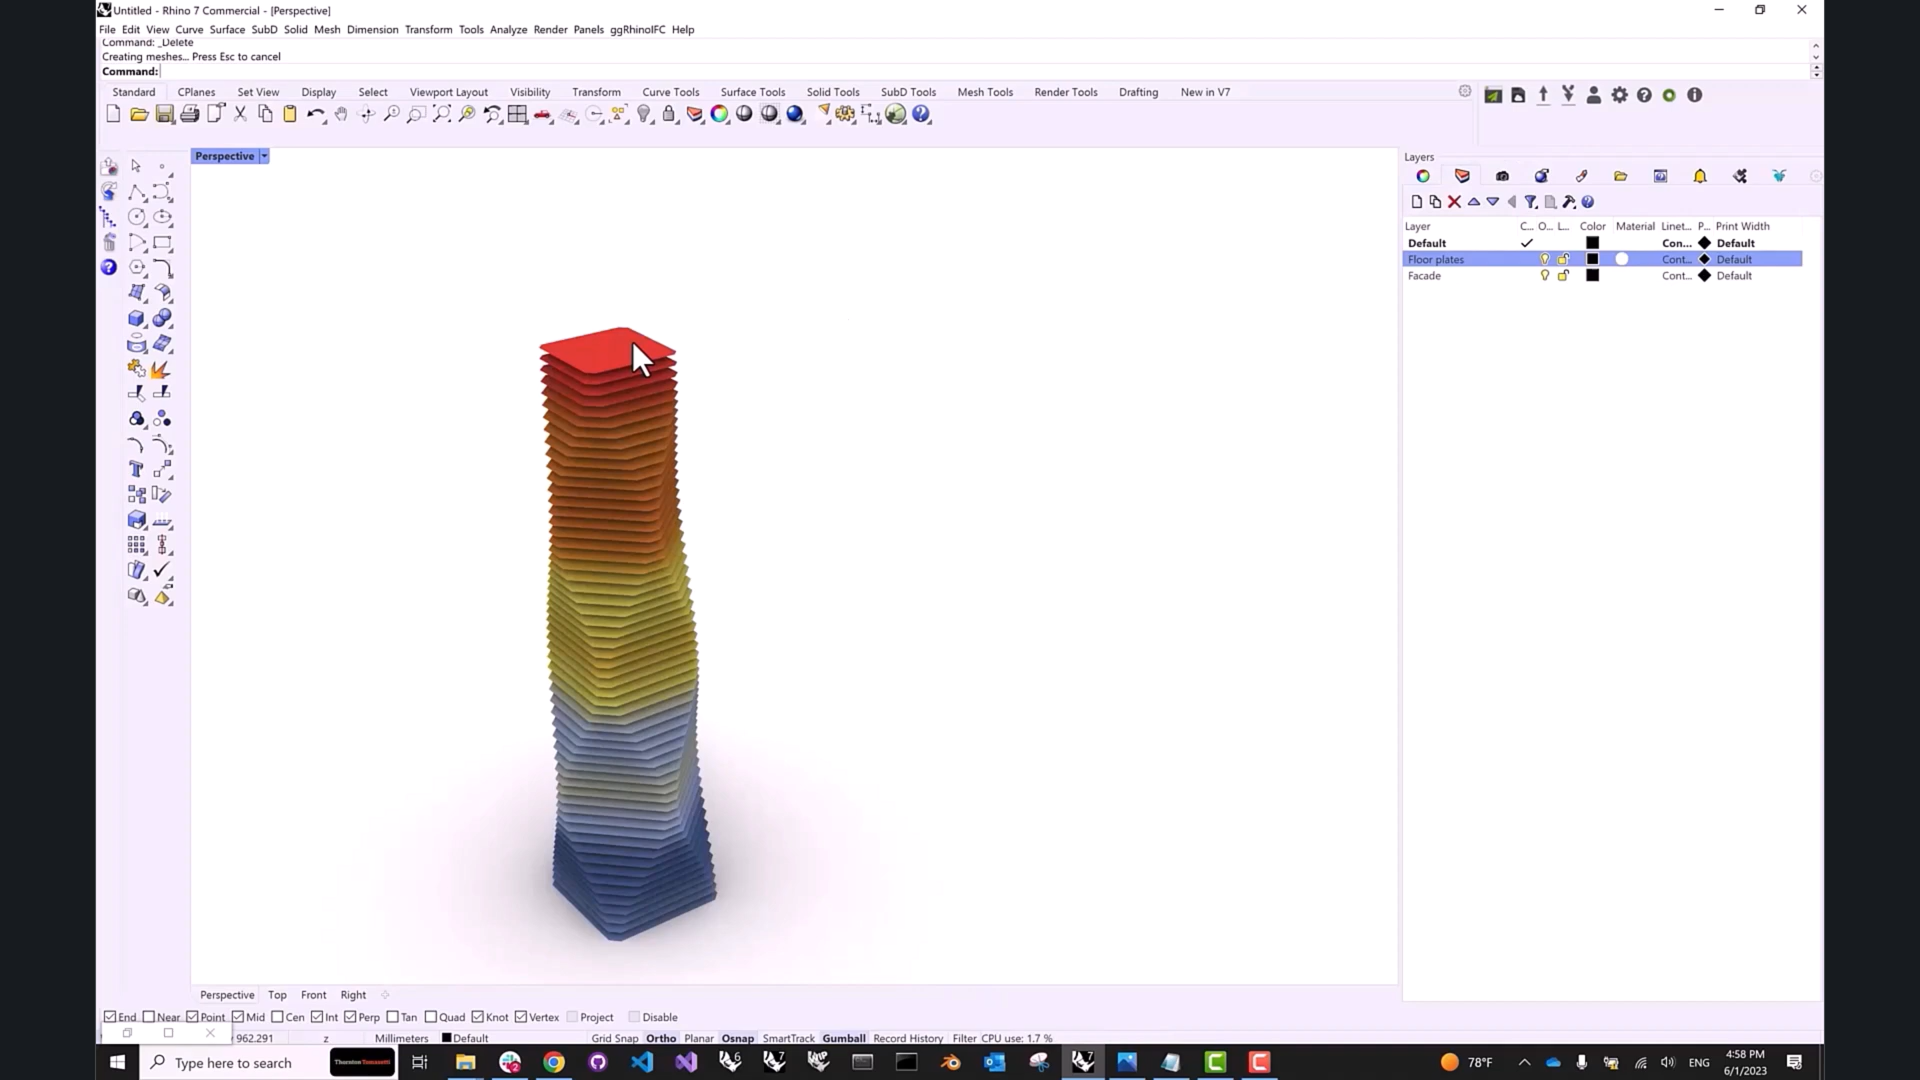 Untitled - Rhino 7 Commercial - [Perspective]
File Edit View Curve Surface SubD Solid Mesh Dimension Transform Tools Analyze Render Panels ggRhinoIFC Help
Command: _Delete
Creating meshes... Press Esc to cancel
Command:
Standard CPlanes Set View Display Select Viewport Layout Visibility Transform Curve Tools Surface Tools Solid Tools SubD Tools Mesh Tools Render Tools Drafting New in V7
Perspective
Layers
Layer C... O... L... Color Material Linet... P... Print Width
Default Con... Default
Floor plates Cont... Default
Facade Cont... Default
Perspective Top Front Right
End Near Point Mid Cen Int Perp Tan Quad Knot Vertex Project Disable
962.291 z Millimeters Default Grid Snap Ortho Planar Osnap SmartTrack Gumball Record History Filter CPU use: 1.7 %
Type here to search Thornton Tomasetti 78°F ENG 4:58 PM
6/1/2023